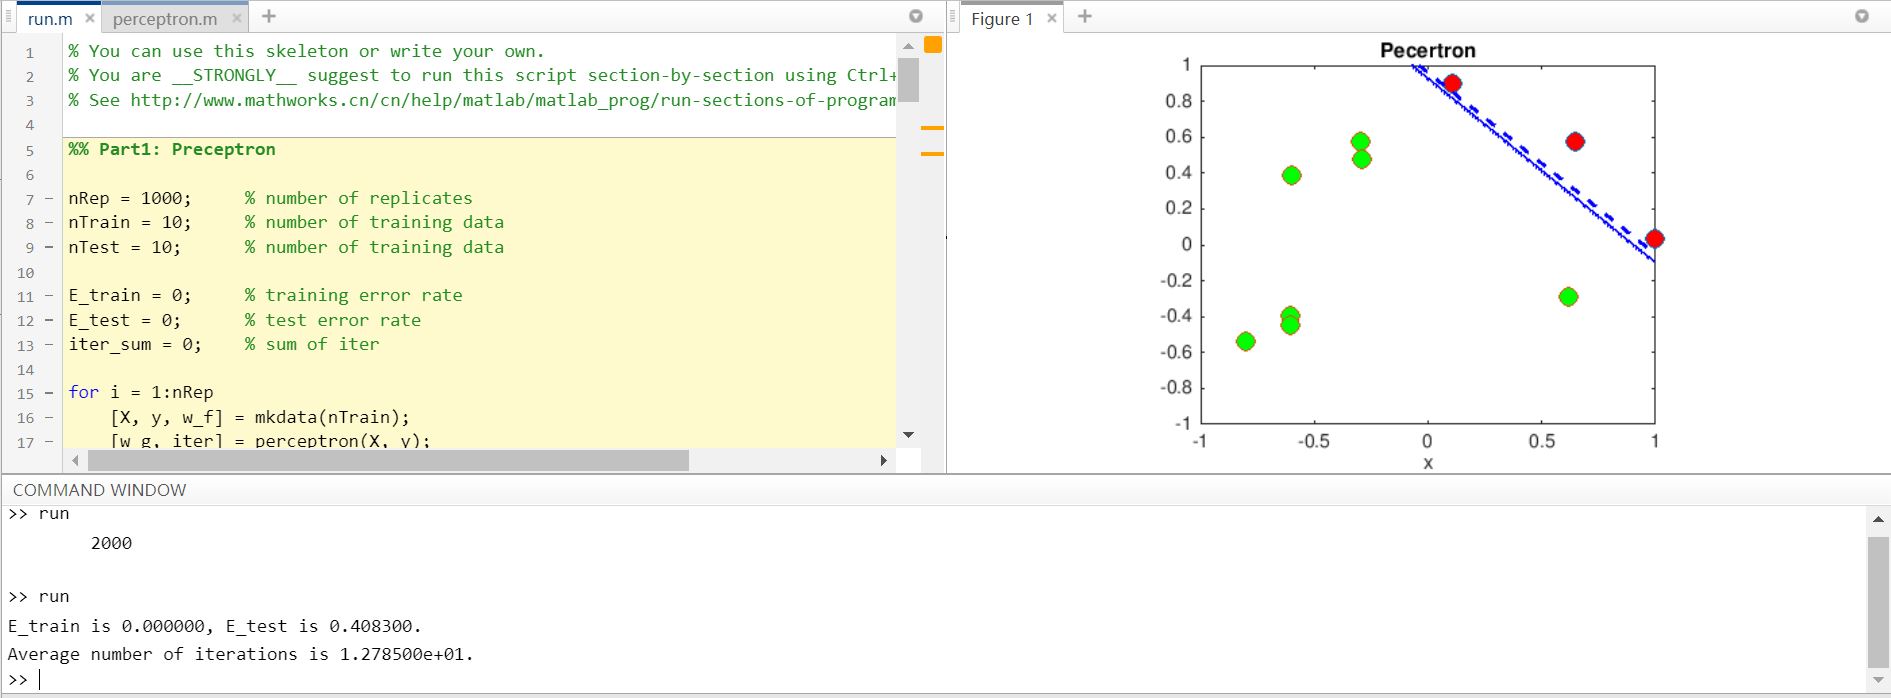 run.m × perceptron.m × +
1 % You can use this skeleton or write your own.
2 % You are __STRONGLY__ suggest to run this script section-by-section using Ctrl+
3 % See http://www.mathworks.cn/cn/help/matlab/matlab_prog/run-sections-of-program
4
5 %% Part1: Preceptron
6
7 – nRep = 1000; % number of replicates
8 – nTrain = 10; % number of training data
9 – nTest = 10; % number of training data
10
11 – E_train = 0; % training error rate
12 – E_test = 0; % test error rate
13 – iter_sum = 0; % sum of iter
14
15 – for i = 1:nRep
16 – [X, y, w_f] = mkdata(nTrain);
17 – [w_g, iter] = perceptron(X, y);
Figure 1 × +
Pecertron
1
0.8
0.6
0.4
0.2
0
-0.2
-0.4
-0.6
-0.8
-1
-1 -0.5 0 0.5 1
x
COMMAND WINDOW
>> run
2000
>> run
E_train is 0.000000, E_test is 0.408300.
Average number of iterations is 1.278500e+01.
>>